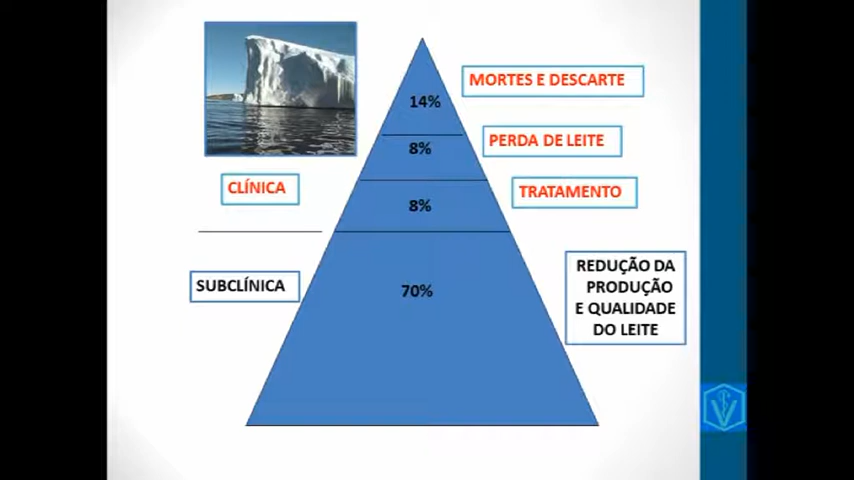 MORTES E DESCARTE
14%
PERDA DE LEITE
8%
CLÍNICA
TRATAMENTO
8%
SUBCLÍNICA
70%
REDUÇÃO DA
PRODUÇÃO
E QUALIDADE
DO LEITE
V